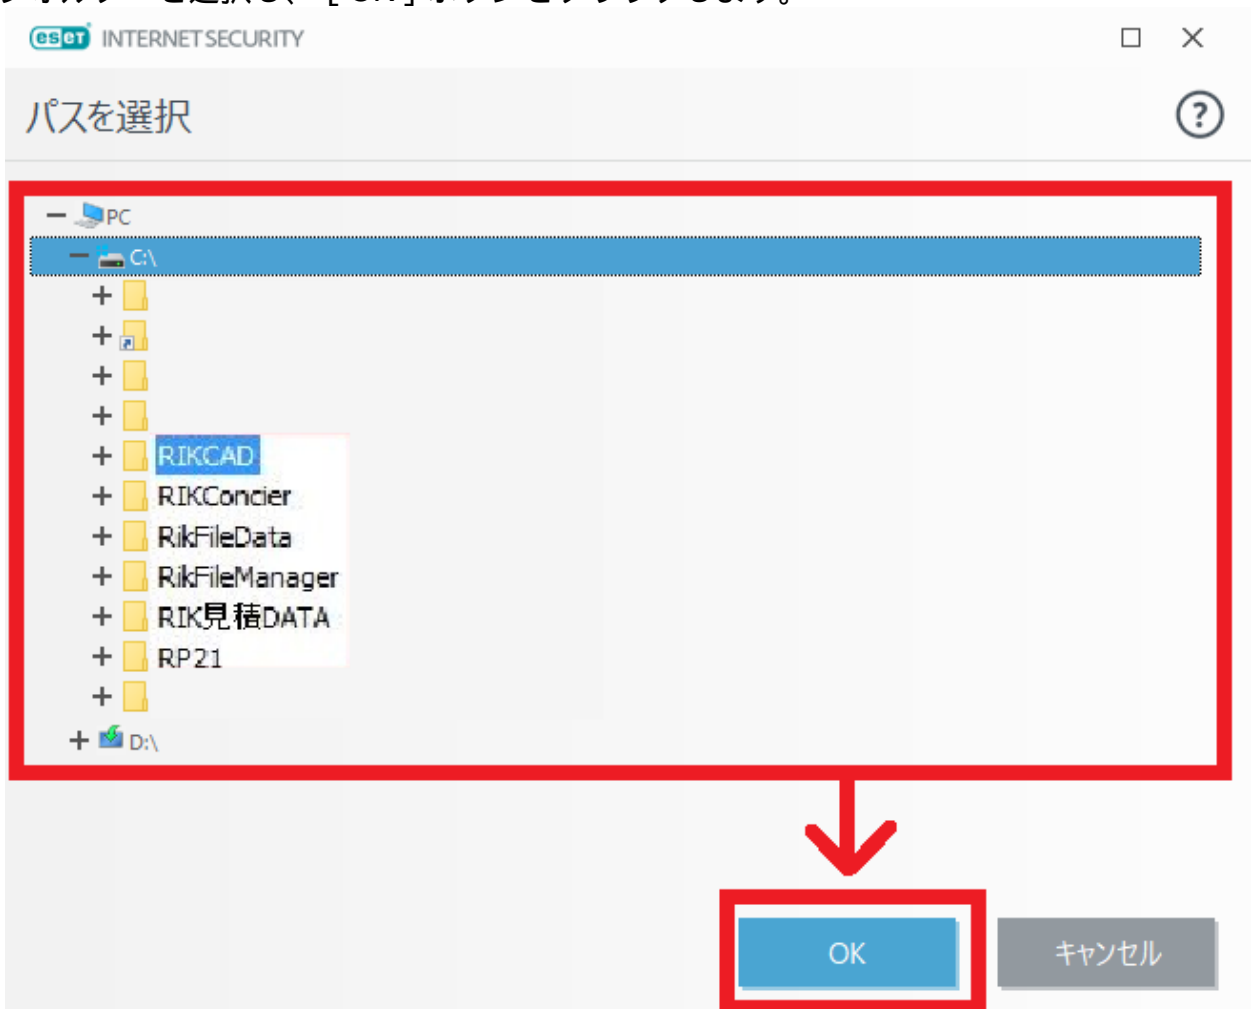 eset INTERNET SECURITY
パスを選択
PC
C:\
RIKCAD
RIKConcier
RikFileData
RikFileManager
RIK見積DATA
RP21
D:\
OK
キャンセル